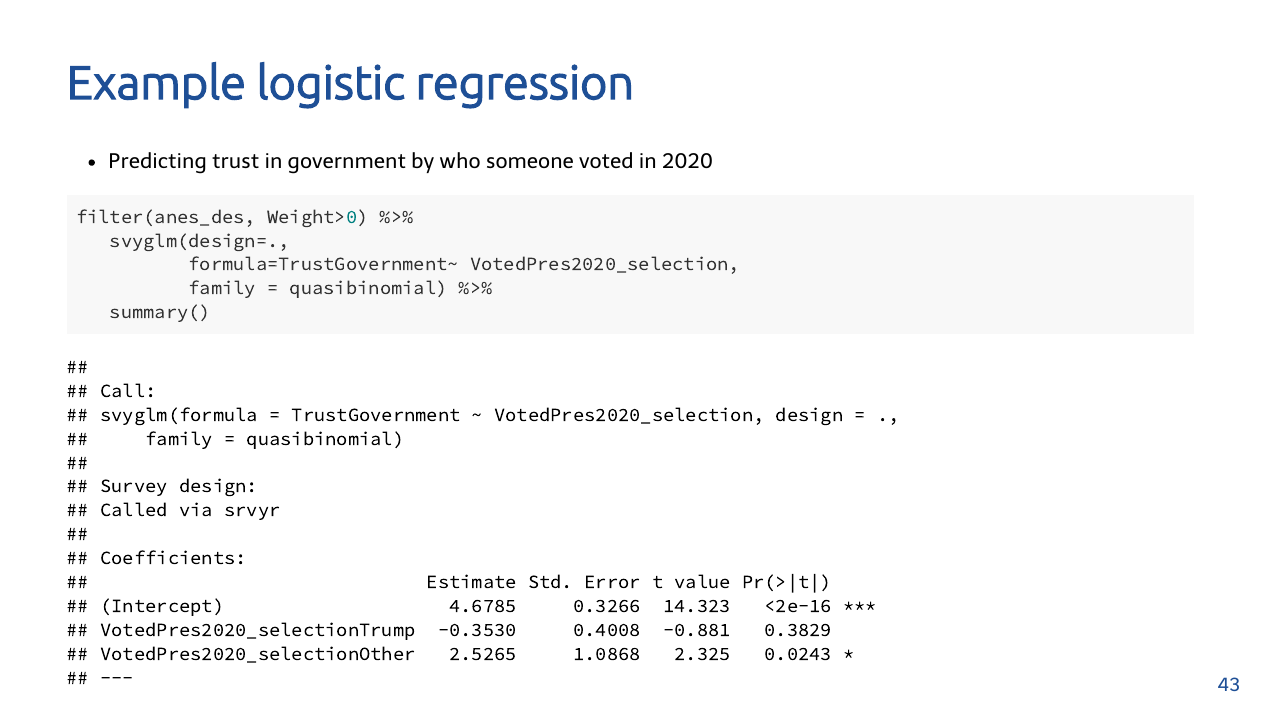 Example logistic regression
• Predicting trust in government by who someone voted in 2020
filter(anes_des, Weight>0) %>%
   svyglm(design=.,
          formula=TrustGovernment~ VotedPres2020_selection,
          family = quasibinomial) %>%
   summary()
##
## Call:
## svyglm(formula = TrustGovernment ~ VotedPres2020_selection, design = .,
##     family = quasibinomial)
##
## Survey design:
## Called via srvyr
##
## Coefficients:
##                              Estimate Std. Error t value Pr(>|t|)
## (Intercept)                    4.6785     0.3266  14.323   <2e-16 ***
## VotedPres2020_selectionTrump  -0.3530     0.4008  -0.881   0.3829
## VotedPres2020_selectionOther   2.5265     1.0868   2.325   0.0243 *
## ---
43